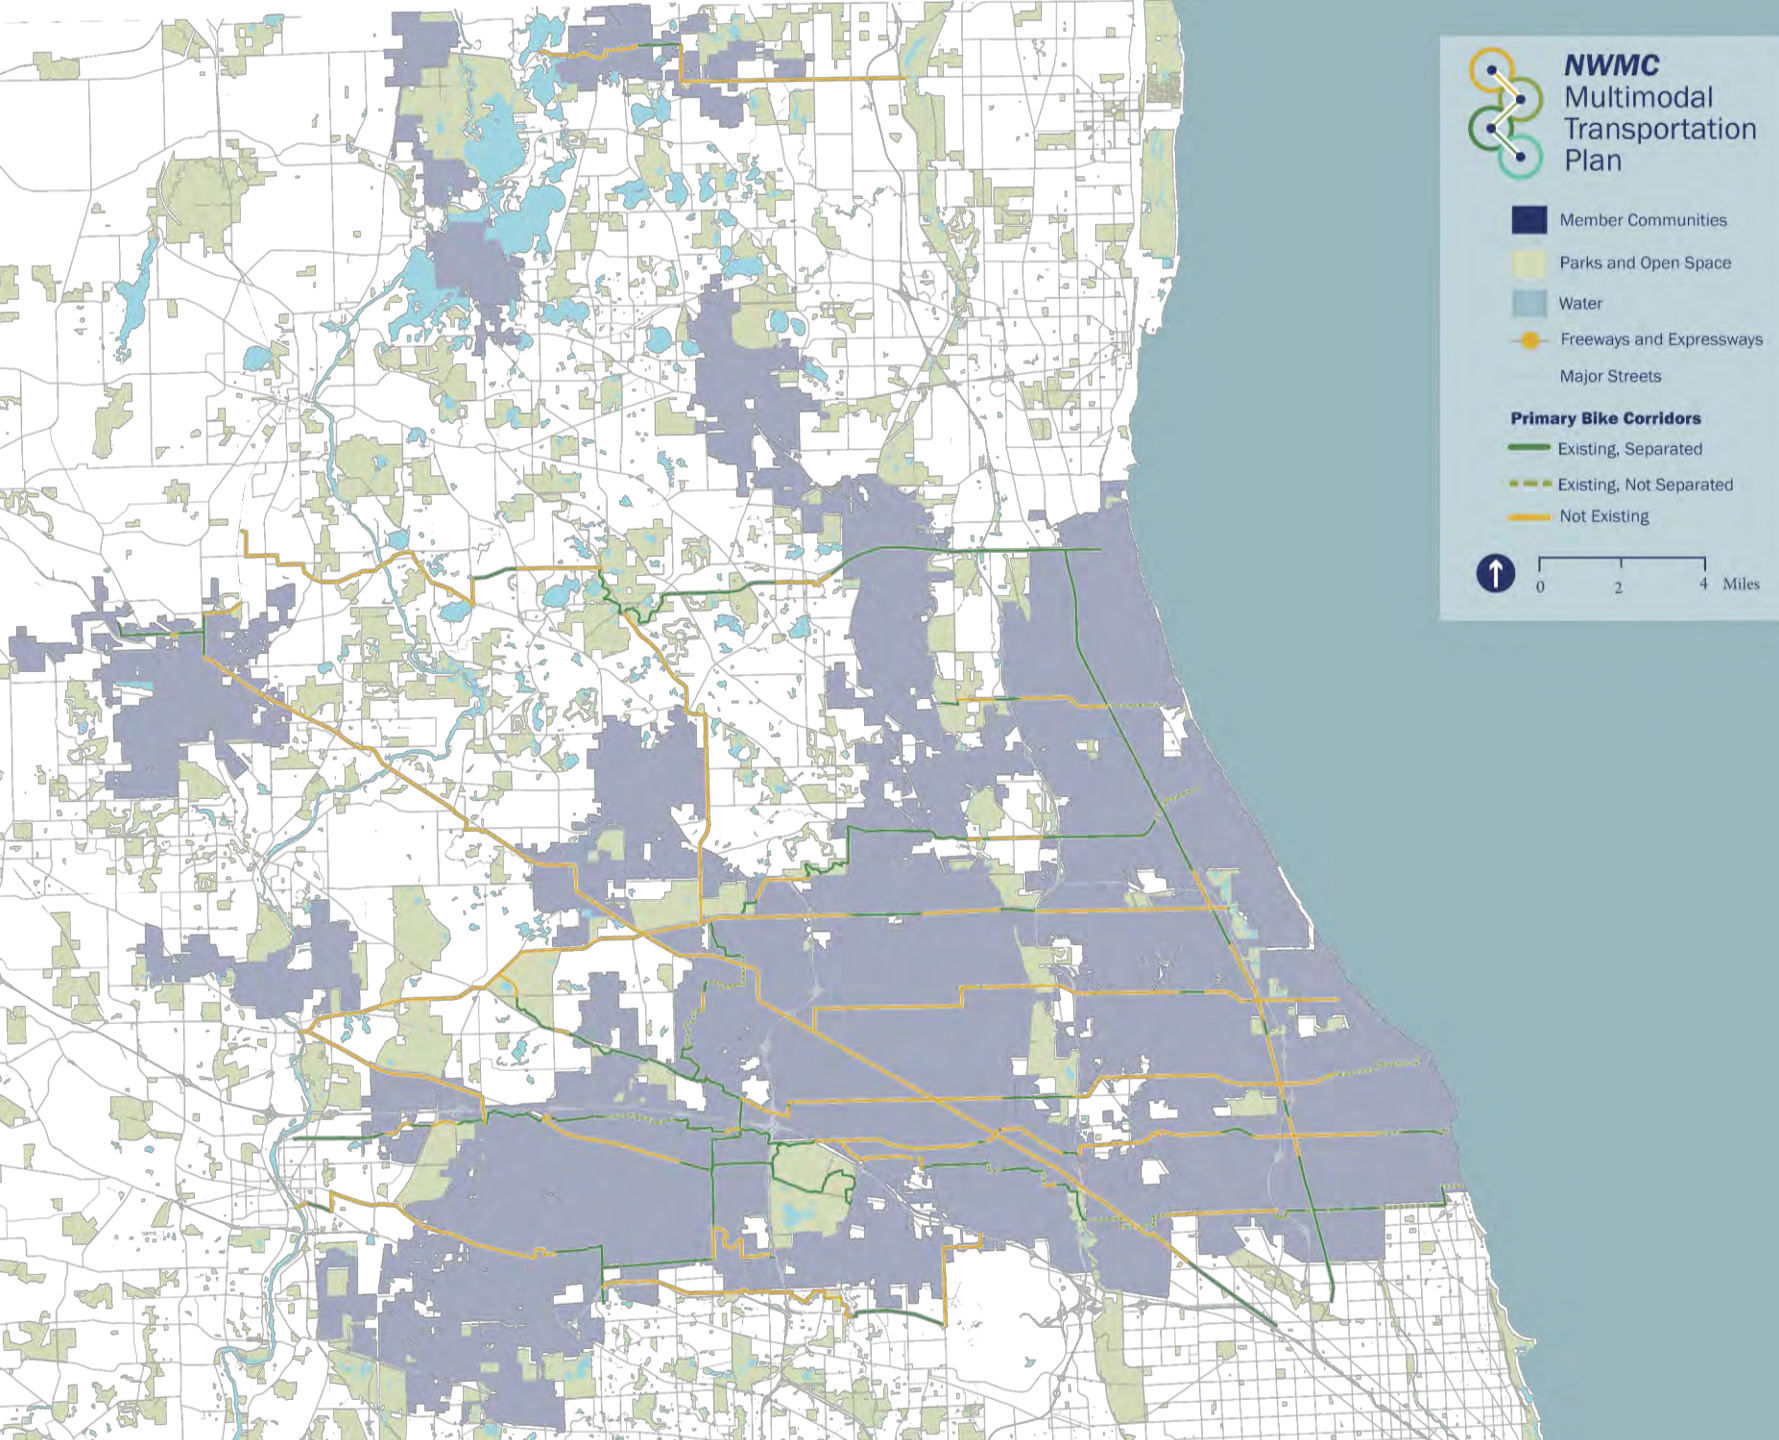 NWMC
Multimodal
Transportation
Plan
Member Communities
Parks and Open Space
Water
Freeways and Expressways
Major Streets
Primary Bike Corridors
Existing, Separated
Existing, Not Separated
Not Existing
0 2 4 Miles